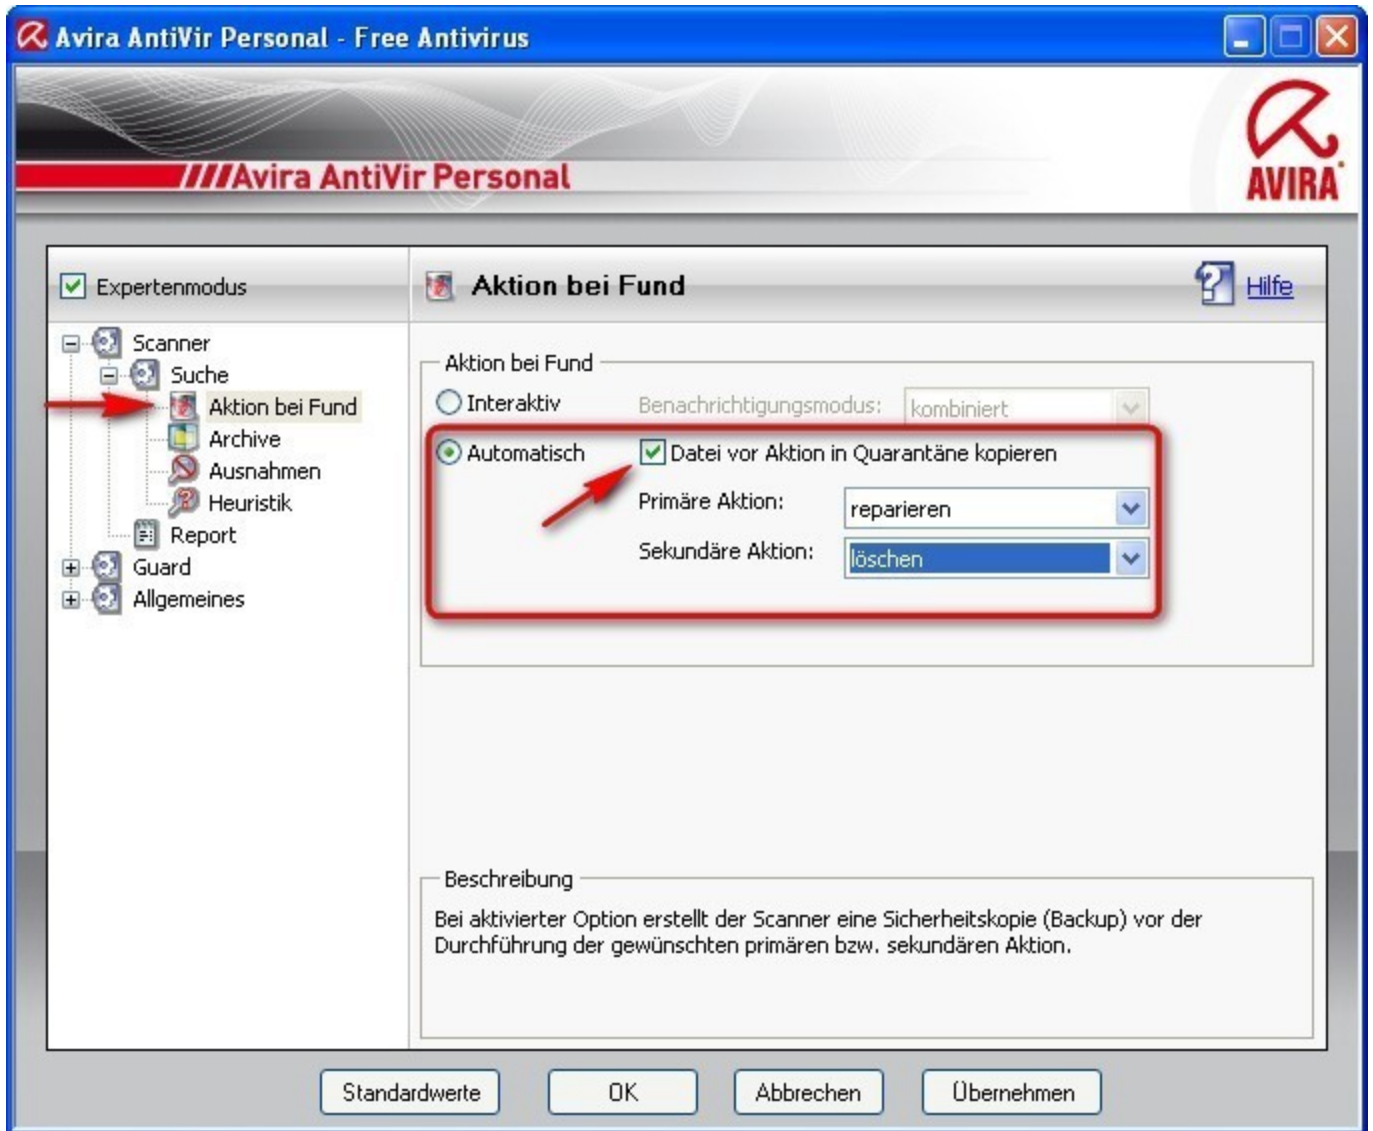 Avira AntiVir Personal - Free Antivirus
Avira AntiVir Personal
AVIRA
Expertenmodus
Aktion bei Fund
Hilfe
Scanner
Suche
Aktion bei Fund
Archive
Ausnahmen
Heuristik
Report
Guard
Allgemeines
Aktion bei Fund
Interaktiv Benachrichtigungsmodus: kombiniert
Automatisch Datei vor Aktion in Quarantäne kopieren
Primäre Aktion: reparieren
Sekundäre Aktion: löschen
Beschreibung
Bei aktivierter Option erstellt der Scanner eine Sicherheitskopie (Backup) vor der
Durchführung der gewünschten primären bzw. sekundären Aktion.
Standardwerte OK Abbrechen Übernehmen